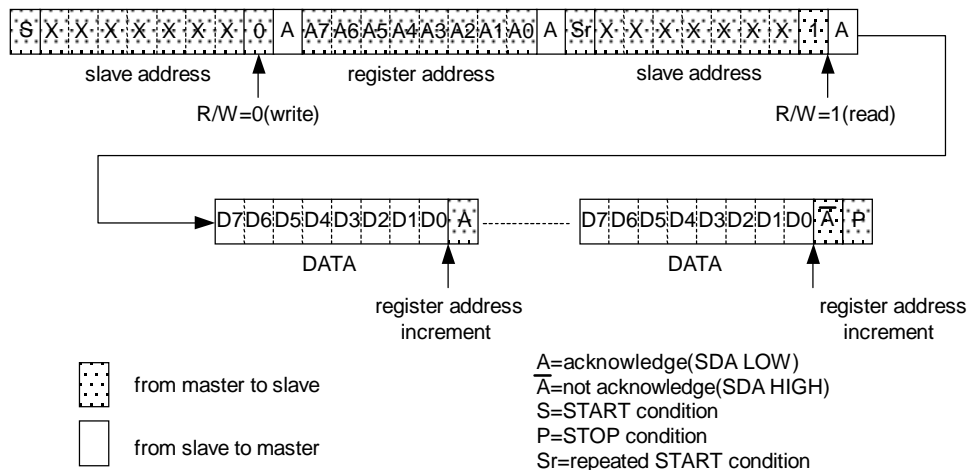 S X X X X X X X 0 A A7 A6 A5 A4 A3 A2 A1 A0 A Sr X X X X X X X 1 A
slave address register address slave address
R/W=0(write) R/W=1(read)
D7 D6 D5 D4 D3 D2 D1 D0 A D7 D6 D5 D4 D3 D2 D1 D0 A̅ P
DATA DATA
register address register address
increment increment
A=acknowledge(SDA LOW)
from master to slave A̅=not acknowledge(SDA HIGH)
S=START condition
P=STOP condition
from slave to master
Sr=repeated START condition